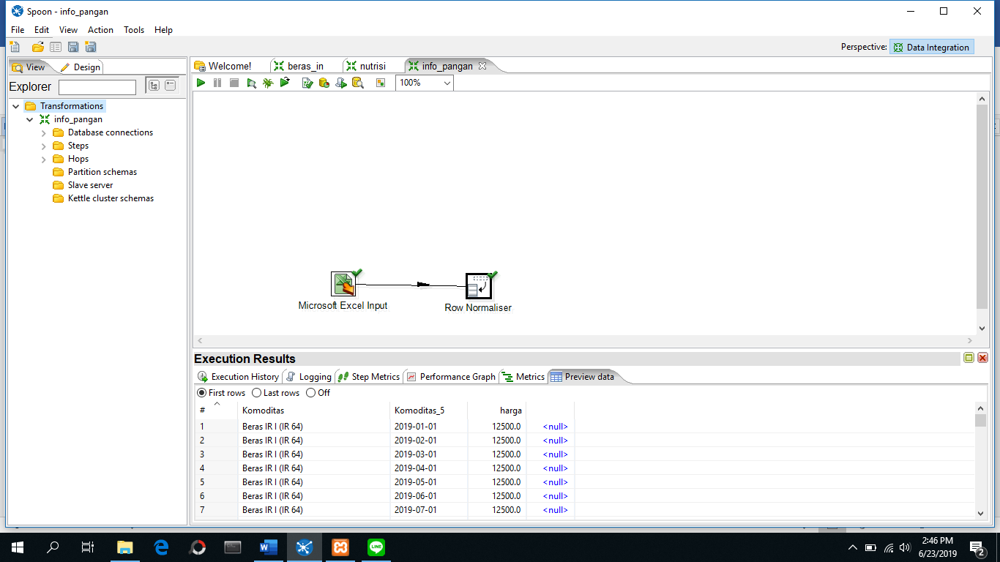 Spoon - info_pangan
File Edit View Action Tools Help
Perspective: Data Integration
View Design
Explorer
Transformations
info_pangan
Database connections
Steps
Hops
Partition schemas
Slave server
Kettle cluster schemas
Welcome! beras_in nutrisi info_pangan
100%
Microsoft Excel Input
Row Normaliser
Execution Results
Execution History Logging Step Metrics Performance Graph Metrics Preview data
First rows Last rows Off
# Komoditas Komoditas_5 harga
1 Beras IR I (IR 64) 2019-01-01 12500.0 <null>
2 Beras IR I (IR 64) 2019-02-01 12500.0 <null>
3 Beras IR I (IR 64) 2019-03-01 12500.0 <null>
4 Beras IR I (IR 64) 2019-04-01 12500.0 <null>
5 Beras IR I (IR 64) 2019-05-01 12500.0 <null>
6 Beras IR I (IR 64) 2019-06-01 12500.0 <null>
7 Beras IR I (IR 64) 2019-07-01 12500.0 <null>
LINE
2:46 PM
6/23/2019
2